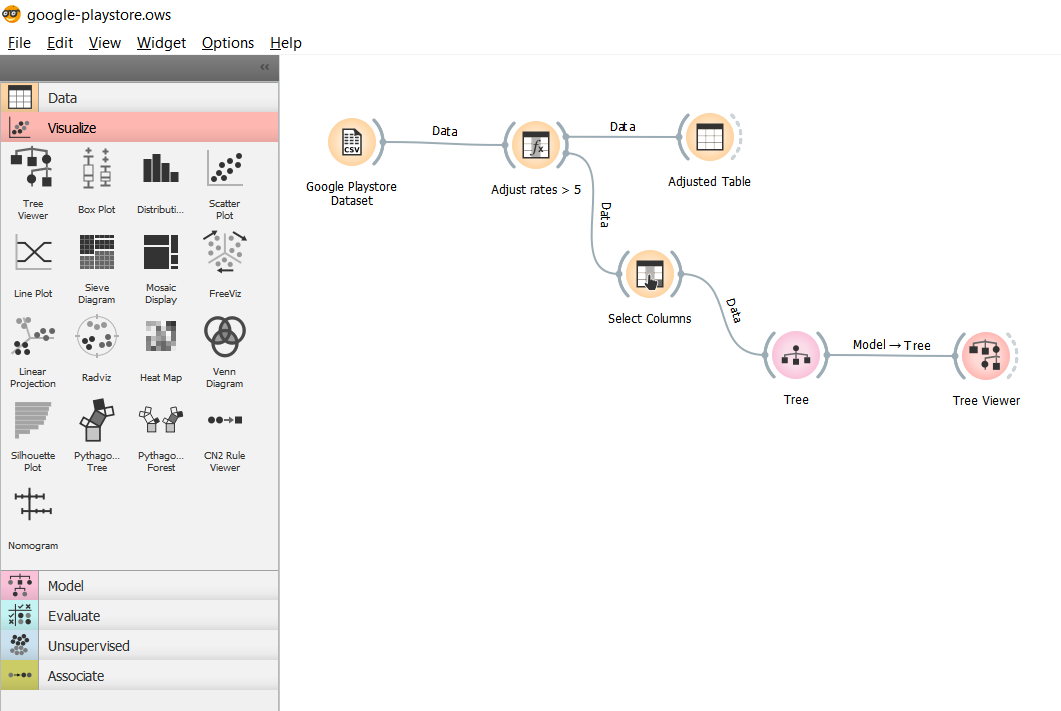 google-playstore.ows
File Edit View Widget Options Help
Data
Visualize
Tree
Viewer
Box Plot
Distributi...
Scatter
Plot
Line Plot
Sieve
Diagram
Mosaic
Display
FreeViz
Linear
Projection
Radviz
Heat Map
Venn
Diagram
Silhouette
Plot
Pythago...
Tree
Pythago...
Forest
CN2 Rule
Viewer
Nomogram
Model
Evaluate
Unsupervised
Associate
CSV
Google Playstore
Dataset
Data
fx
Adjust rates > 5
Data
Adjusted Table
Data
Select Columns
Data
Tree
Model → Tree
Tree Viewer